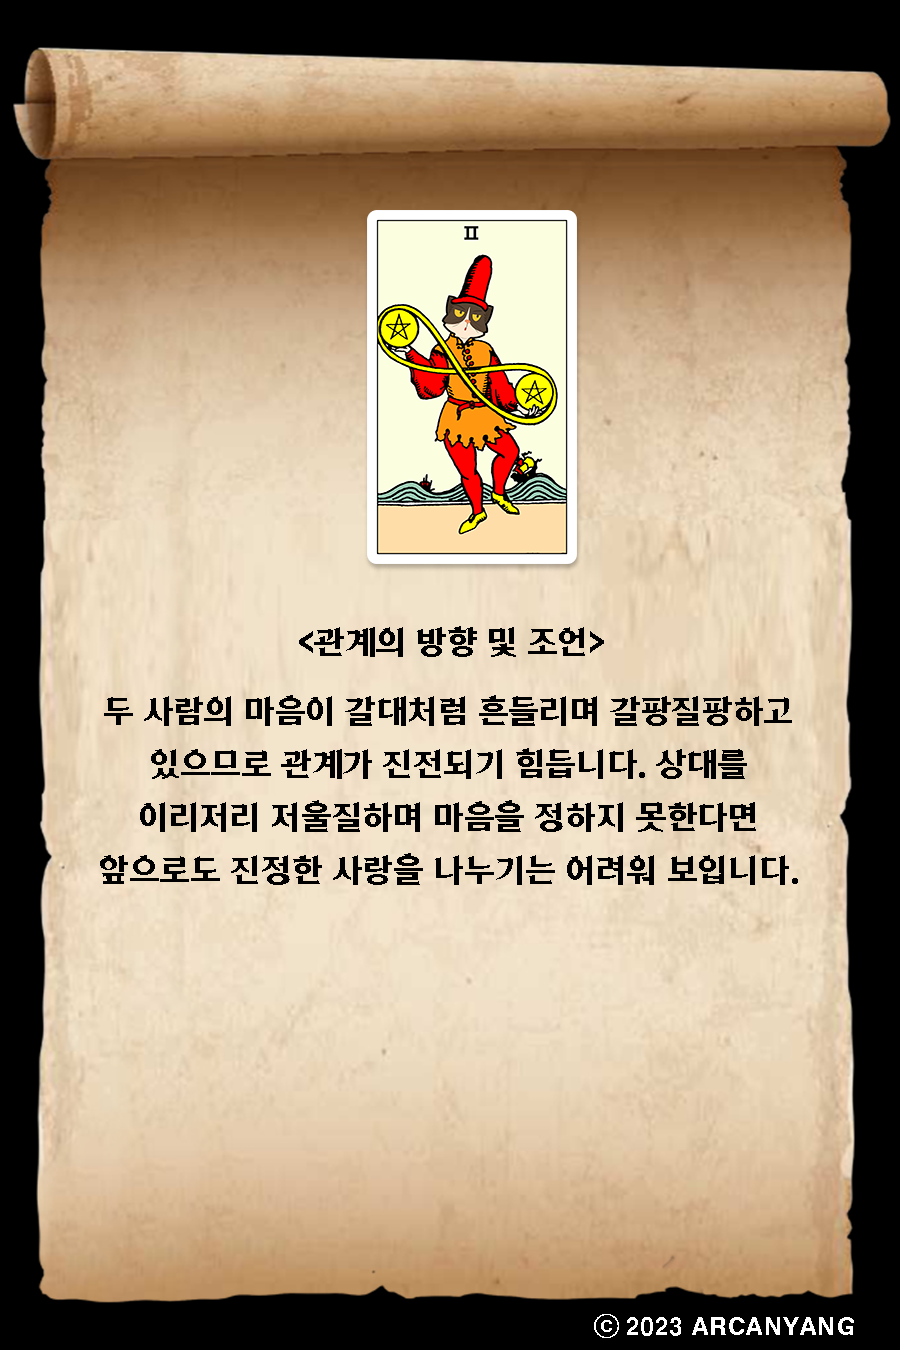 II
<관계의 방향 및 조언>
두 사람의 마음이 갈대처럼 흔들리며 갈팡질팡하고
있으므로 관계가 진전되기 힘듭니다. 상대를
이리저리 저울질하며 마음을 정하지 못한다면
앞으로도 진정한 사랑을 나누기는 어려워 보입니다.
ⓒ 2023 ARCANYANG